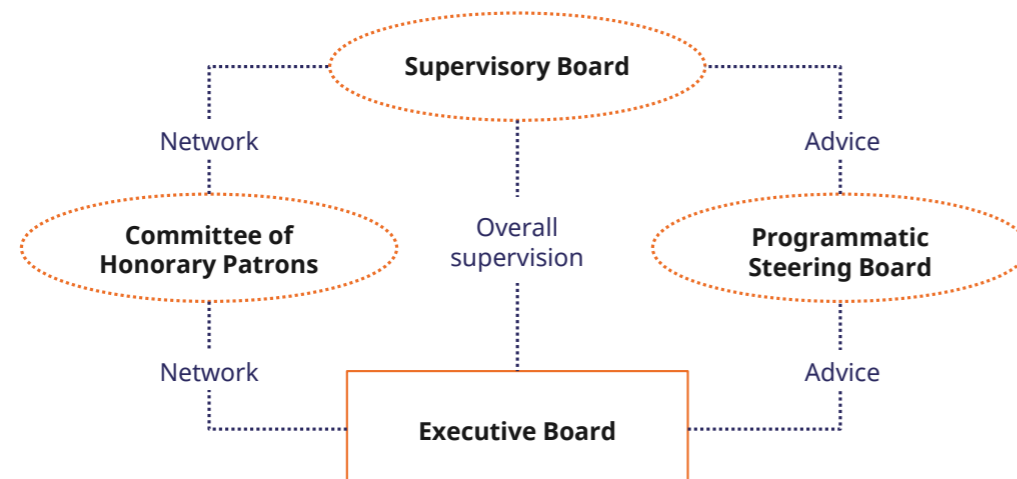 Supervisory Board
Network
Advice
Committee of
Honorary Patrons
Overall
supervision
Programmatic
Steering Board
Network
Advice
Executive Board